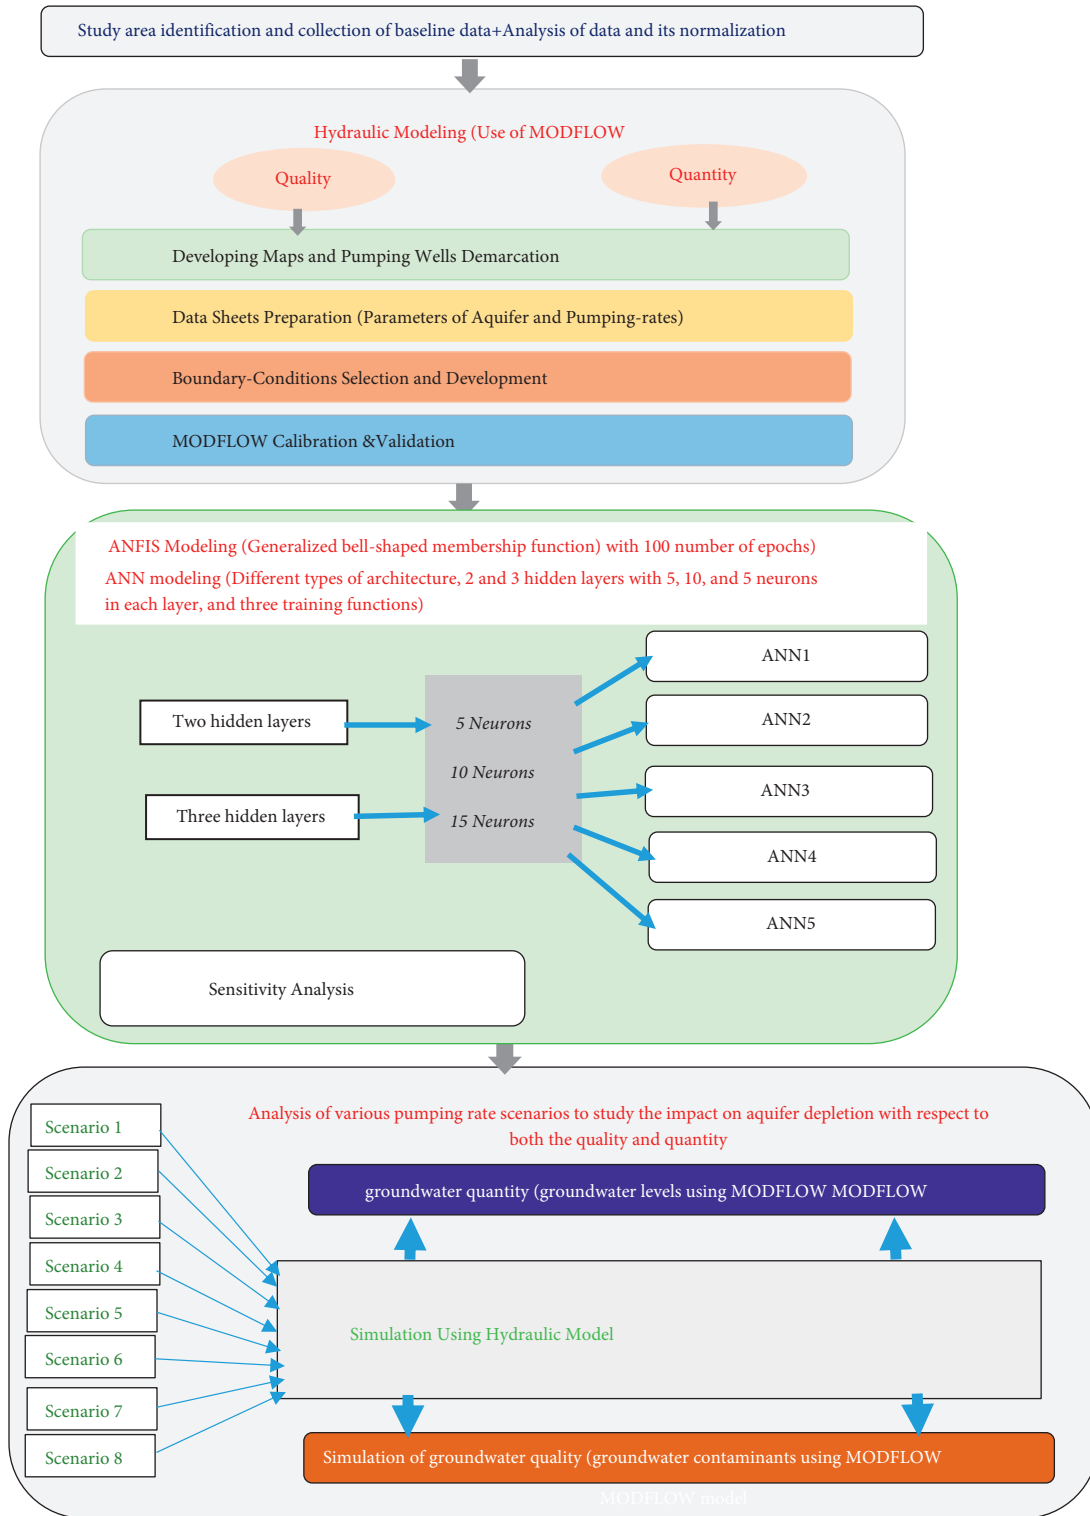 Study area identification and collection of baseline data+Analysis of data and its normalization
Hydraulic Modeling (Use of MODFLOW
Quality
Quantity
Developing Maps and Pumping Wells Demarcation
Data Sheets Preparation (Parameters of Aquifer and Pumping-rates)
Boundary-Conditions Selection and Development
MODFLOW Calibration &Validation
ANFIS Modeling (Generalized bell-shaped membership function) with 100 number of epochs)
ANN modeling (Different types of architecture, 2 and 3 hidden layers with 5, 10, and 5 neurons
in each layer, and three training functions)
Two hidden layers
Three hidden layers
5 Neurons
10 Neurons
15 Neurons
ANN1
ANN2
ANN3
ANN4
ANN5
Sensitivity Analysis
Analysis of various pumping rate scenarios to study the impact on aquifer depletion with respect to
both the quality and quantity
Scenario 1
Scenario 2
Scenario 3
Scenario 4
Scenario 5
Scenario 6
Scenario 7
Scenario 8
groundwater quantity (groundwater levels using MODFLOW MODFLOW
Simulation Using Hydraulic Model
Simulation of groundwater quality (groundwater contaminants using MODFLOW
MODFLOW model